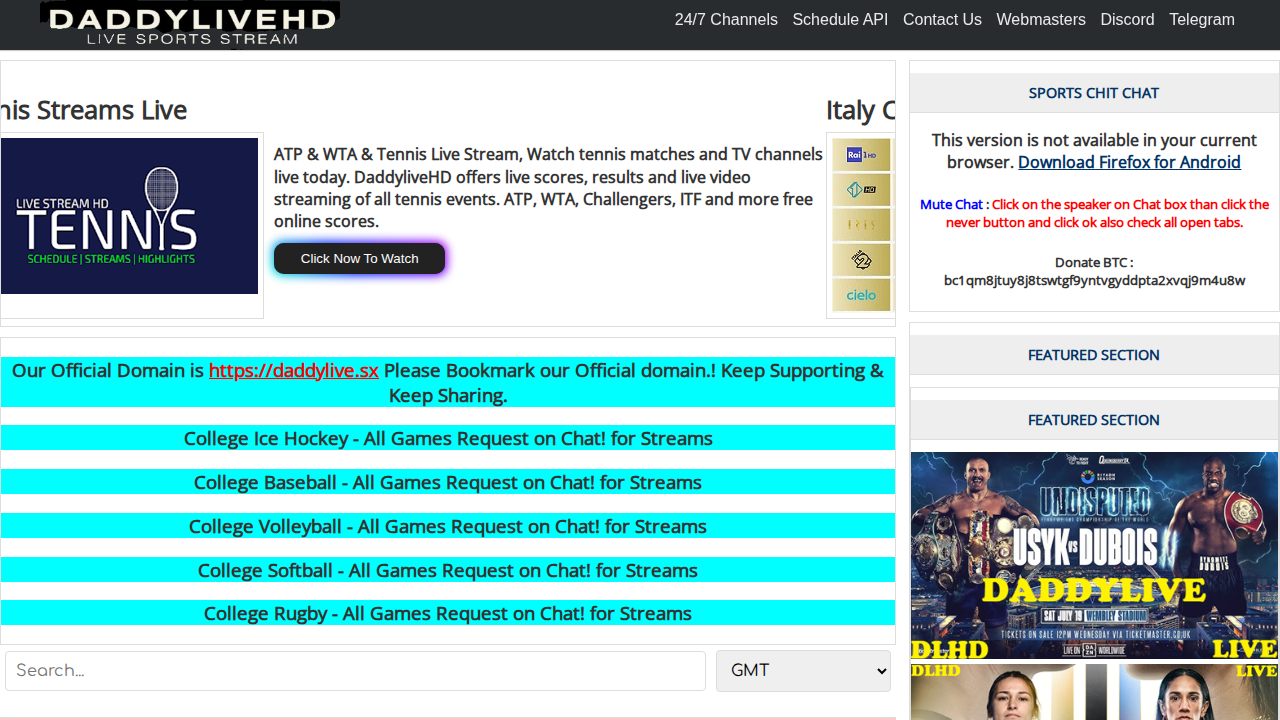 DADDYLIVEHD
LIVE SPORTS STREAM
24/7 Channels Schedule API Contact Us Webmasters Discord Telegram
nis Streams Live
LIVE STREAM HD
TENNIS
SCHEDULE | STREAMS | HIGHLIGHTS
ATP & WTA & Tennis Live Stream, Watch tennis matches and TV channels
live today. DaddyliveHD offers live scores, results and live video
streaming of all tennis events. ATP, WTA, Challengers, ITF and more free
online scores.
Click Now To Watch
Italy C
Rai 1 HD
HD
IRIS
cielo
Our Official Domain is https://daddylive.sx Please Bookmark our Official domain.! Keep Supporting &
Keep Sharing.
College Ice Hockey - All Games Request on Chat! for Streams
College Baseball - All Games Request on Chat! for Streams
College Volleyball - All Games Request on Chat! for Streams
College Softball - All Games Request on Chat! for Streams
College Rugby - All Games Request on Chat! for Streams
Search...
GMT
SPORTS CHIT CHAT
This version is not available in your current
browser. Download Firefox for Android
Mute Chat : Click on the speaker on Chat box than click the
never button and click ok also check all open tabs.
Donate BTC :
bc1qm8jtuy8j8tswtgf9yntvgyddpta2xvqj9m4u8w
FEATURED SECTION
FEATURED SECTION
RIYADH
SEASON
UNDISPUTED
USYK VS DUBOIS
DADDYLIVE
SAT JULY 19 WEMBLEY STADIUM
TICKETS ON SALE 12PM WEDNESDAY VIA TICKETMASTER.CO.UK
LIVE ON DAZN WORLDWIDE
DLHD LIVE
DLHD LIVE